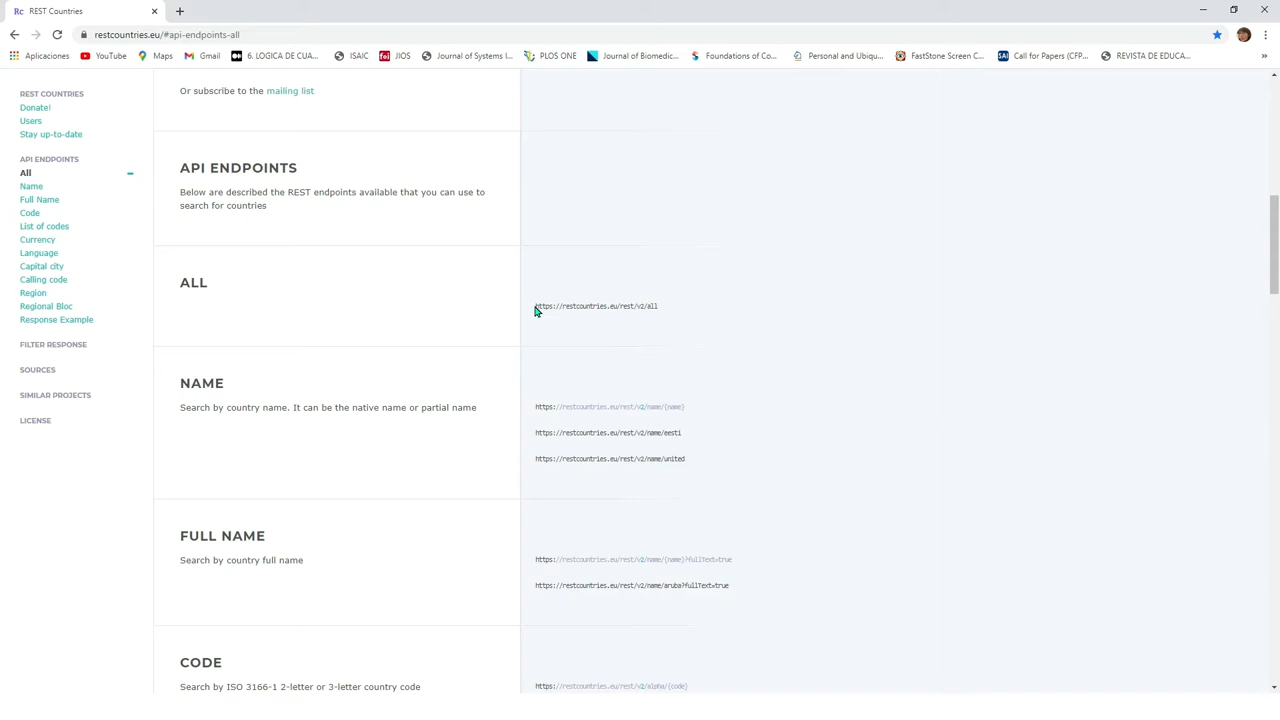 REST Countries
restcountries.eu/#api-endpoints-all
Aplicaciones YouTube Maps Gmail 6. LOGICA DE CUA... ISAIC JIOS Journal of Systems I... PLOS ONE Journal of Biomedic... Foundations of Co... Personal and Ubiqu... FastStone Screen C... Call for Papers (CFP... REVISTA DE EDUCA...
REST COUNTRIES
Donate!
Users
Stay up-to-date
API ENDPOINTS
All
Name
Full Name
Code
List of codes
Currency
Language
Capital city
Calling code
Region
Regional Bloc
Response Example
FILTER RESPONSE
SOURCES
SIMILAR PROJECTS
LICENSE
Or subscribe to the mailing list
API ENDPOINTS
Below are described the REST endpoints available that you can use to
search for countries
ALL
https://restcountries.eu/rest/v2/all
NAME
Search by country name. It can be the native name or partial name
https://restcountries.eu/rest/v2/name/{name}
https://restcountries.eu/rest/v2/name/eesti
https://restcountries.eu/rest/v2/name/united
FULL NAME
Search by country full name
https://restcountries.eu/rest/v2/name/{name}?fullText=true
https://restcountries.eu/rest/v2/name/aruba?fullText=true
CODE
Search by ISO 3166-1 2-letter or 3-letter country code
https://restcountries.eu/rest/v2/alpha/{code}